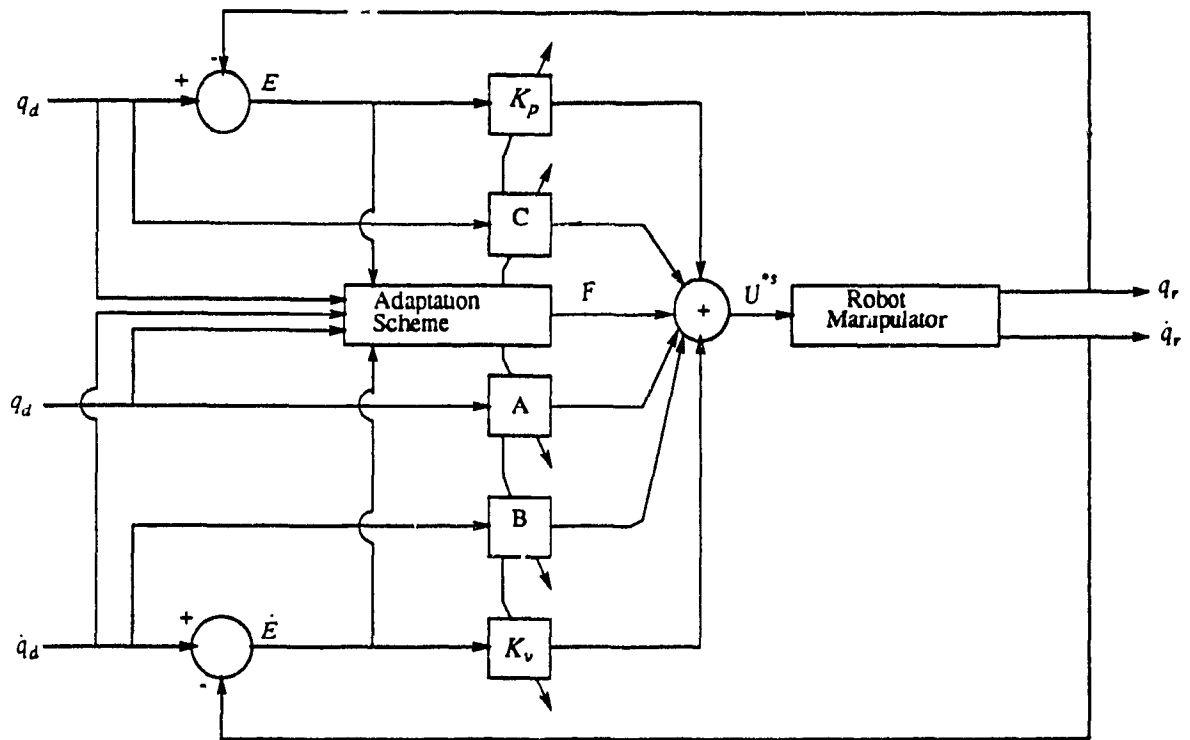 -
+ E
q_d
K_p
C
Adaptation
Scheme
F
+
U^{*s}
Robot
Manipulator
q_r
q̇_r
q_d
A
B
+ Ė
q̇_d
-
K_v